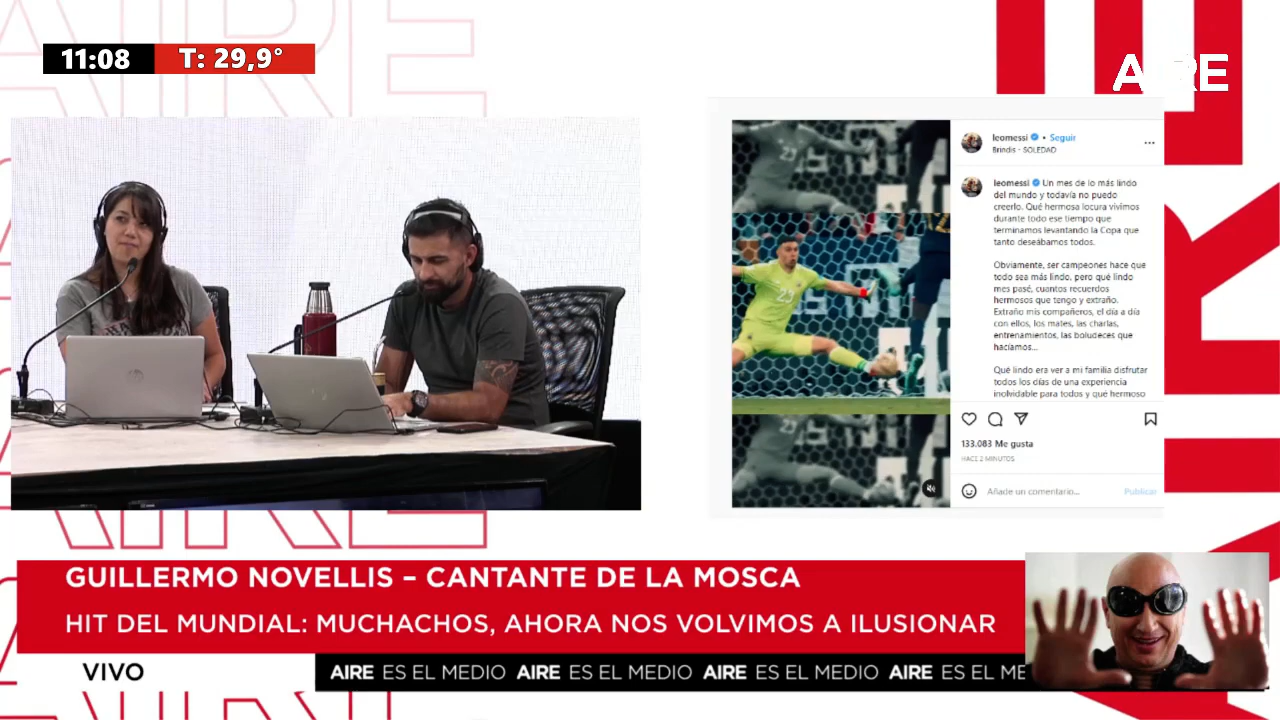 11:08
T: 29,9°
AIRE
leomessi • Seguir
Brindis - SOLEDAD
leomessi Un mes de lo más lindo
del mundo y todavía no puedo
creerlo. Qué hermosa locura vivimos
durante todo ese tiempo que
terminamos levantando la Copa que
tanto deseábamos todos.
Obviamente, ser campeones hace que
todo sea más lindo, pero qué lindo
mes pasé, cuantos recuerdos
hermosos que tengo y extraño.
Extraño mis compañeros, el día a día
con ellos, los mates, las charlas,
entrenamientos, las boludeces que
hacíamos...
Qué lindo era ver a mi familia disfrutar
todos los días de una experiencia
inolvidable para todos y qué hermoso
133.083 Me gusta
HACE 2 MINUTOS
Añade un comentario...
Publicar
23
GUILLERMO NOVELLIS – CANTANTE DE LA MOSCA
HIT DEL MUNDIAL: MUCHACHOS, AHORA NOS VOLVIMOS A ILUSIONAR
VIVO
AIRE ES EL MEDIO AIRE ES EL MEDIO AIRE ES EL MEDIO AIRE ES EL ME